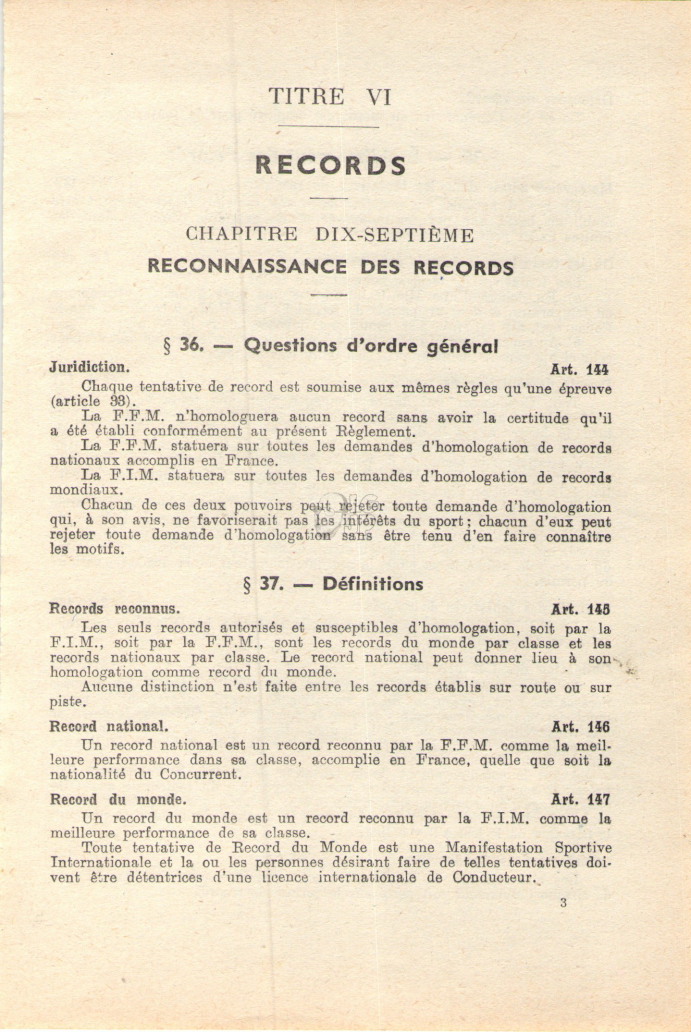 TITRE VI
RECORDS
CHAPITRE DIX-SEPTIÈME
RECONNAISSANCE DES RECORDS
§ 36. — Questions d'ordre général
Juridiction. Art. 144
Chaque tentative de record est soumise aux mêmes règles qu'une épreuve
(article 33).
La F.F.M. n'homologuera aucun record sans avoir la certitude qu'il
a été établi conformément au présent Règlement.
La F.F.M. statuera sur toutes les demandes d'homologation de records
nationaux accomplis en France.
La F.I.M. statuera sur toutes les demandes d'homologation de records
mondiaux.
Chacun de ces deux pouvoirs peut rejeter toute demande d'homologation
qui, à son avis, ne favoriserait pas les intérêts du sport ; chacun d'eux peut
rejeter toute demande d'homologation sans être tenu d'en faire connaître
les motifs.
§ 37. — Définitions
Records reconnus. Art. 145
Les seuls records autorisés et susceptibles d'homologation, soit par la
F.I.M., soit par la F.F.M., sont les records du monde par classe et les
records nationaux par classe. Le record national peut donner lieu à son
homologation comme record du monde.
Aucune distinction n'est faite entre les records établis sur route ou sur
piste.
Record national. Art. 146
Un record national est un record reconnu par la F.F.M. comme la meil-
leure performance dans sa classe, accomplie en France, quelle que soit la
nationalité du Concurrent.
Record du monde. Art. 147
Un record du monde est un record reconnu par la F.I.M. comme la
meilleure performance de sa classe.
Toute tentative de Record du Monde est une Manifestation Sportive
Internationale et la ou les personnes désirant faire de telles tentatives doi-
vent être détentrices d'une licence internationale de Conducteur.
3